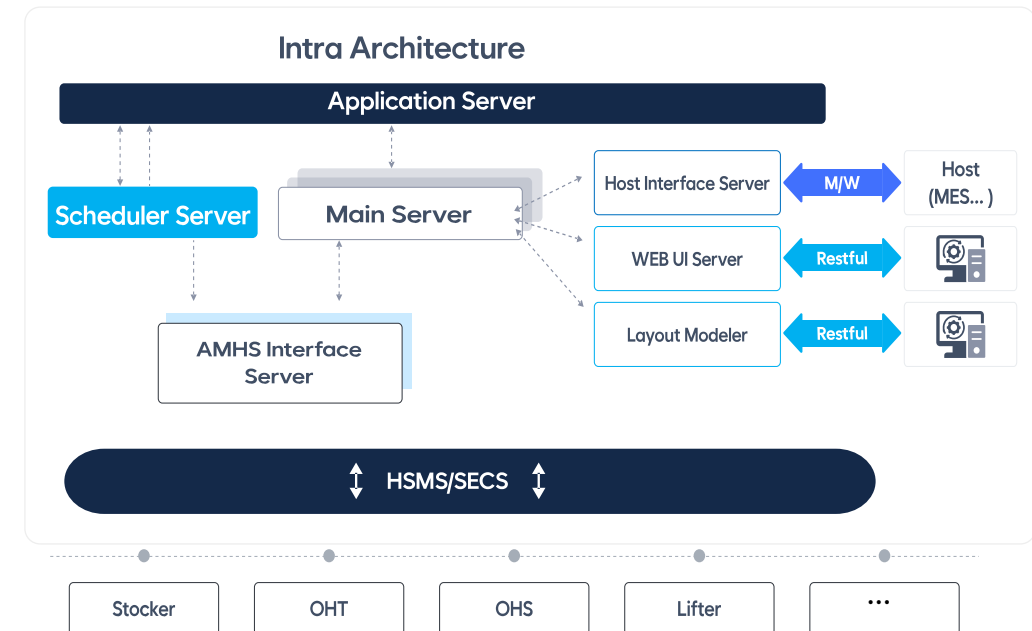 Intra Architecture
Application Server
Scheduler Server
Main Server
Host Interface Server
M/W
Host
(MES... )
WEB UI Server
Restful
Layout Modeler
Restful
AMHS Interface
Server
HSMS/SECS
Stocker
OHT
OHS
Lifter
...